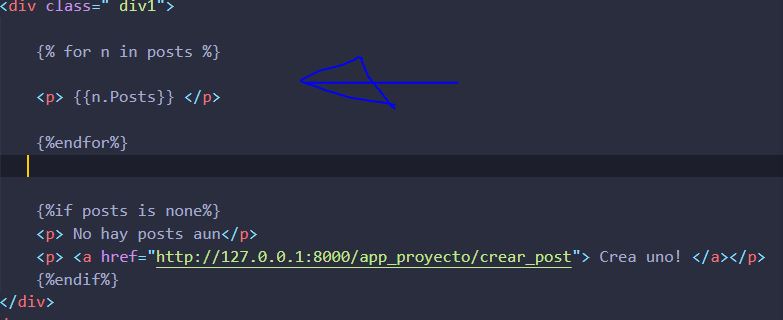 <div class=" div1">
{% for n in posts %}
<p> {{n.Posts}} </p>
{%endfor%}
{%if posts is none%}
<p> No hay posts aun</p>
<p> <a href="http://127.0.0.1:8000/app_proyecto/crear_post"> Crea uno! </a></p>
{%endif%}
</div>